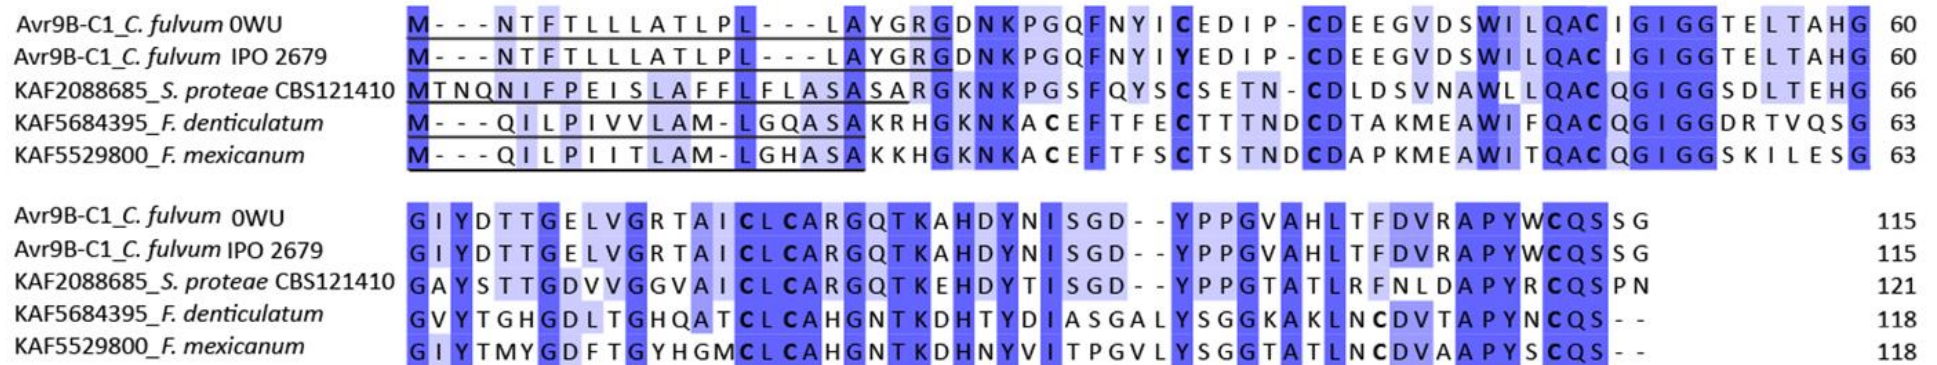 Avr9B-C1_C. fulvum 0WU M---NTFTLLLATLPL---LAYGRGDNKPGQFNYICEDIP-CDEEGVDSWILQACIGIGGTELTAHG 60
Avr9B-C1_C. fulvum IPO 2679 M---NTFTLLLATLPL---LAYGRGDNKPGQFNYIYEDIP-CDEEGVDSWILQACIGIGGTELTAHG 60
KAF2088685_S. proteae CBS121410 MTNQNIFPEISLAFFLFLASASARGKNKPGSFQYSCSETN-CDLDSVNAWLLQACQGIGGSDLTEHG 66
KAF5684395_F. denticulatum M---QILPIVVLAM-LGQASAKRHGKNKACEFTFECTTTNDCDTAKMEAWIFQACQGIGGDRTVQSG 63
KAF5529800_F. mexicanum M---QILPIITLAM-LGHASAKKHGKNKACEFTFSCTSTNDCDAPKMEAWITQACQGIGGSKILESG 63
Avr9B-C1_C. fulvum 0WU GIYDTTGELVGRTAICLCARGQTKAHDYNISGD--YPPGVAHLTFDVRAPYWCQSSG 115
Avr9B-C1_C. fulvum IPO 2679 GIYDTTGELVGRTAICLCARGQTKAHDYNISGD--YPPGVAHLTFDVRAPYWCQSSG 115
KAF2088685_S. proteae CBS121410 GAYSTTGDVVGGVAICLCARGQTKEHDYTISGD--YPPGTATLRFNLDAPYRCQSPN 121
KAF5684395_F. denticulatum GVYTGHGDLTGHQATCLCAHGNTKDHTYDIASGALYSGGKAKLNCDVTAPYNCQS-- 118
KAF5529800_F. mexicanum GIYTMYGDFTGYHGMCLCAHGNTKDHNYVITPGVLYSGGTATLNCDVAAPYSCQS-- 118